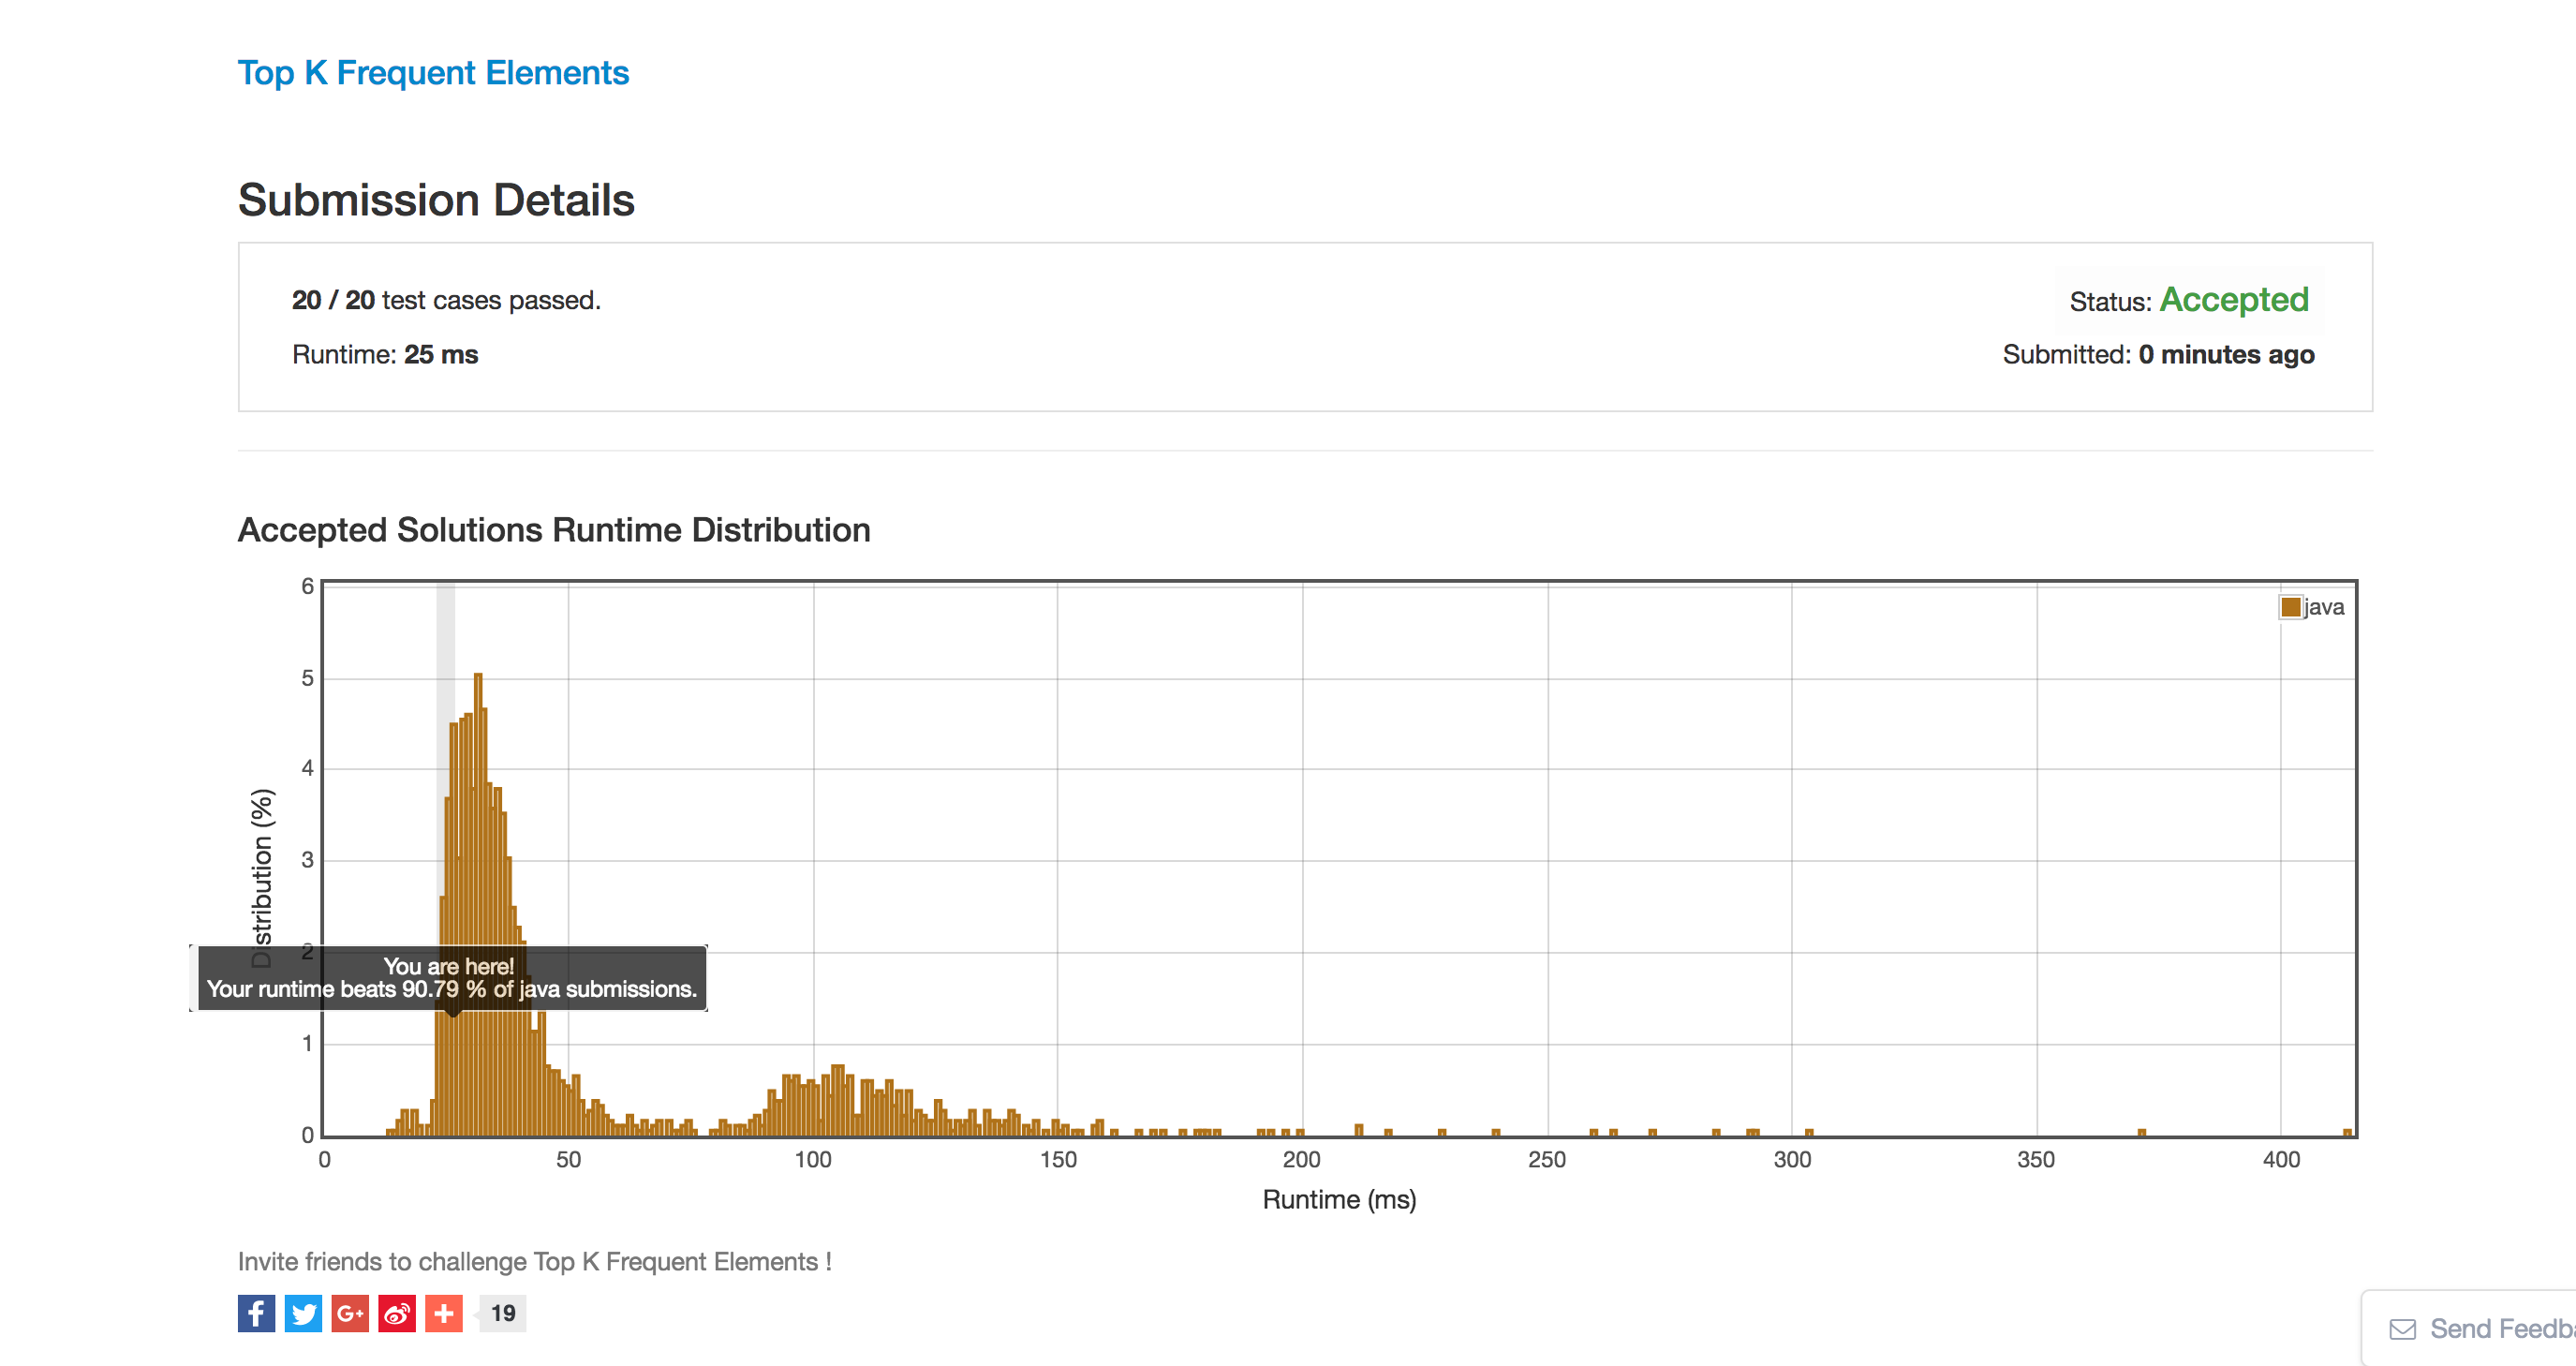 Top K Frequent Elements
Submission Details
20 / 20 test cases passed.
Status: Accepted
Runtime: 25 ms
Submitted: 0 minutes ago
Accepted Solutions Runtime Distribution
java
Distribution (%)
6
5
4
3
2
1
0
You are here!
Your runtime beats 90.79 % of java submissions.
0 50 100 150 200 250 300 350 400
Runtime (ms)
Invite friends to challenge Top K Frequent Elements !
f G+ + 19
Send Feedba